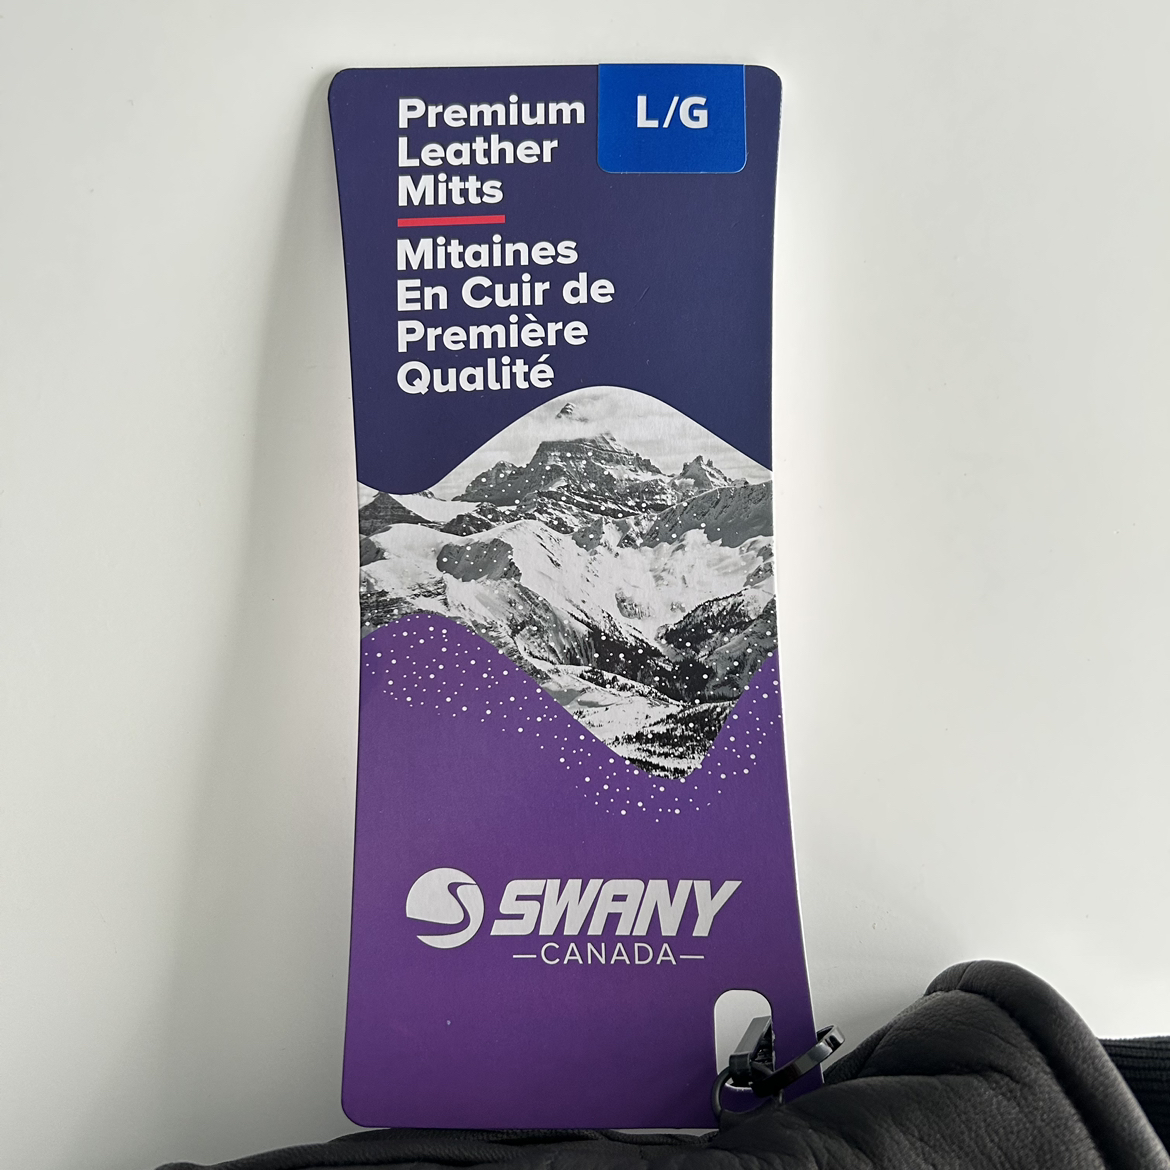 Premium
Leather
Mitts
L/G
Mitaines
En Cuir de
Première
Qualité
SWANY
—CANADA—